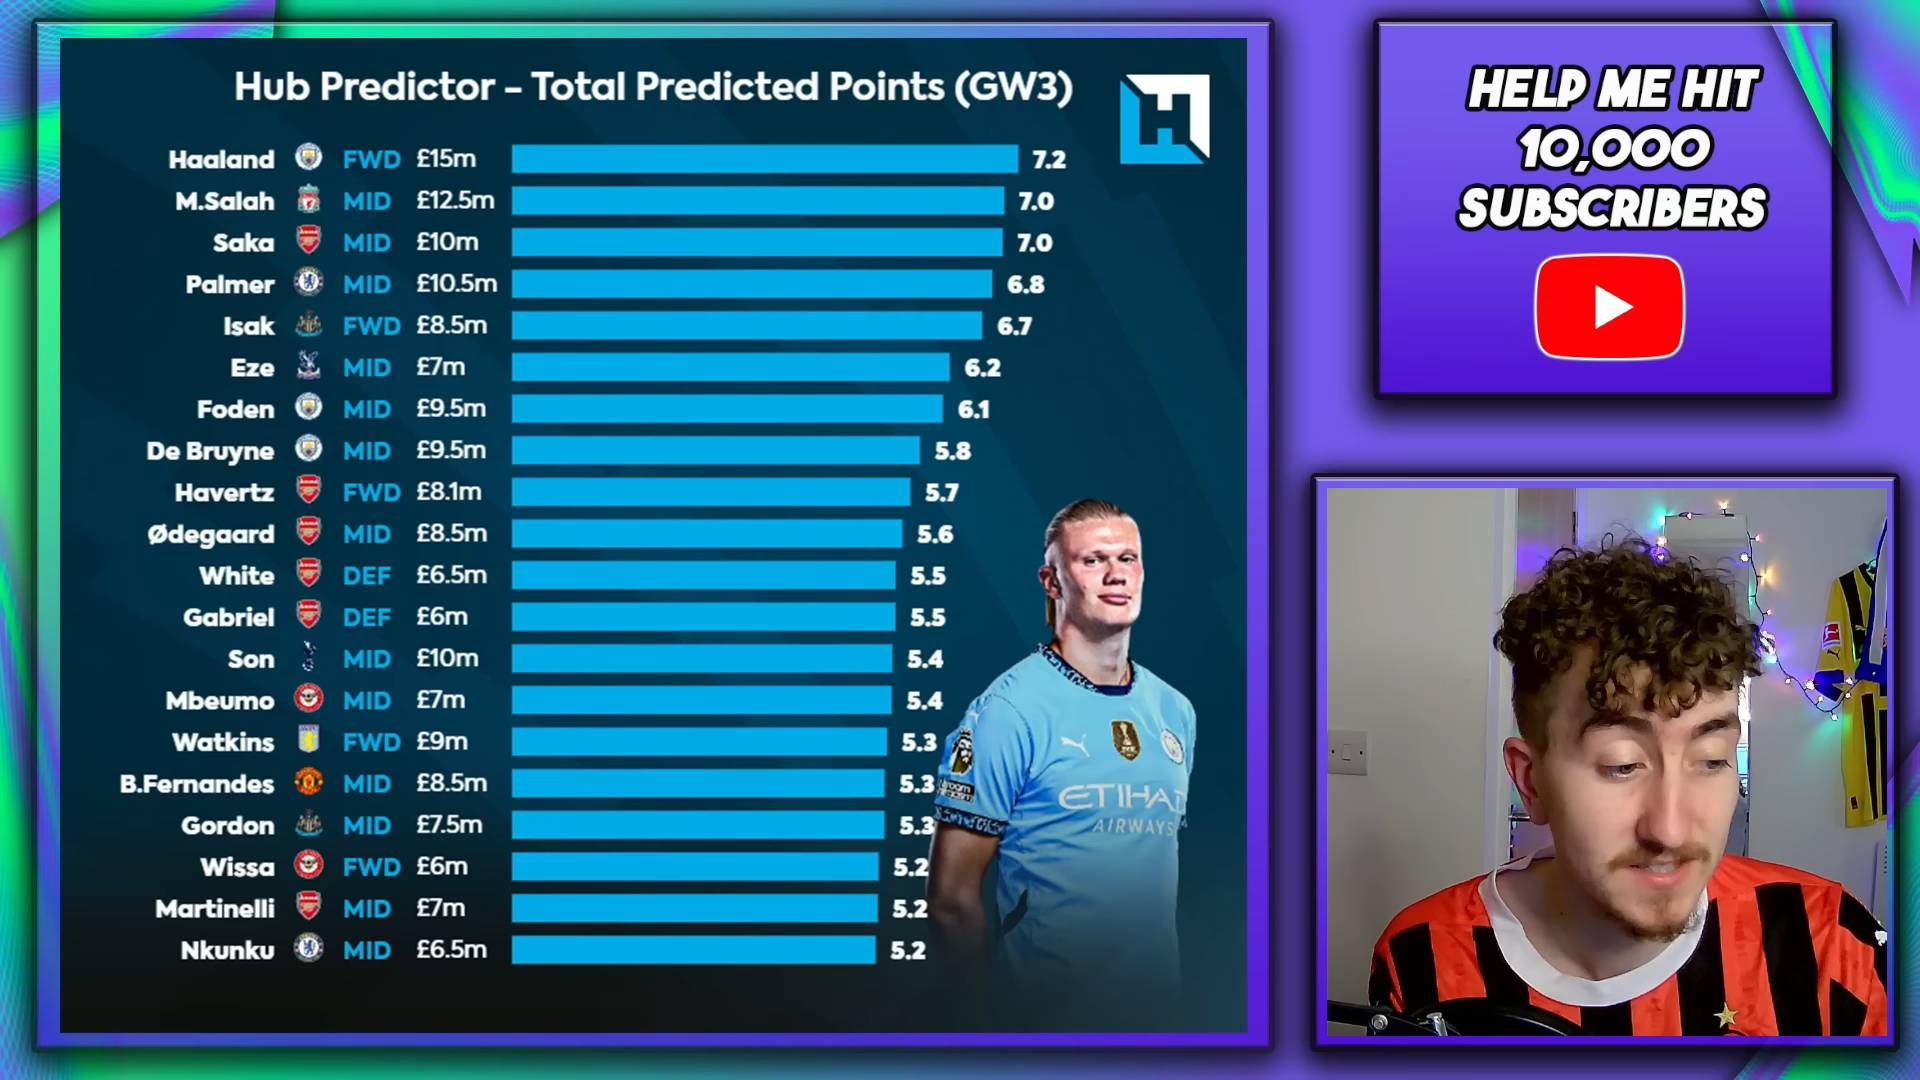 Hub Predictor - Total Predicted Points (GW3)
Haaland FWD £15m 7.2
M.Salah MID £12.5m 7.0
Saka MID £10m 7.0
Palmer MID £10.5m 6.8
Isak FWD £8.5m 6.7
Eze MID £7m 6.2
Foden MID £9.5m 6.1
De Bruyne MID £9.5m 5.8
Havertz FWD £8.1m 5.7
Ødegaard MID £8.5m 5.6
White DEF £6.5m 5.5
Gabriel DEF £6m 5.5
Son MID £10m 5.4
Mbeumo MID £7m 5.4
Watkins FWD £9m 5.3
B.Fernandes MID £8.5m 5.3
Gordon MID £7.5m 5.3
Wissa FWD £6m 5.2
Martinelli MID £7m 5.2
Nkunku MID £6.5m 5.2
ETIHAD
AIRWAYS
HELP ME HIT
10,000
SUBSCRIBERS